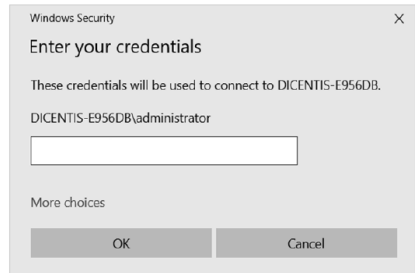 Windows Security
Enter your credentials
These credentials will be used to connect to DICENTIS-E956DB.
DICENTIS-E956DB\administrator
More choices
OK
Cancel